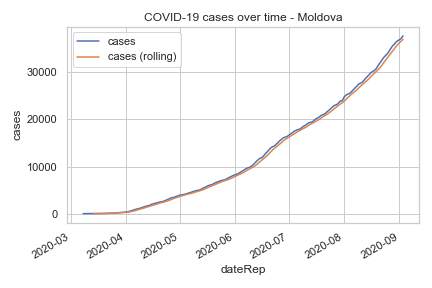 COVID-19 cases over time - Moldova
cases
cases (rolling)
30000
20000
10000
0
cases
2020-03
2020-04
2020-05
2020-06
2020-07
2020-08
2020-09
dateRep